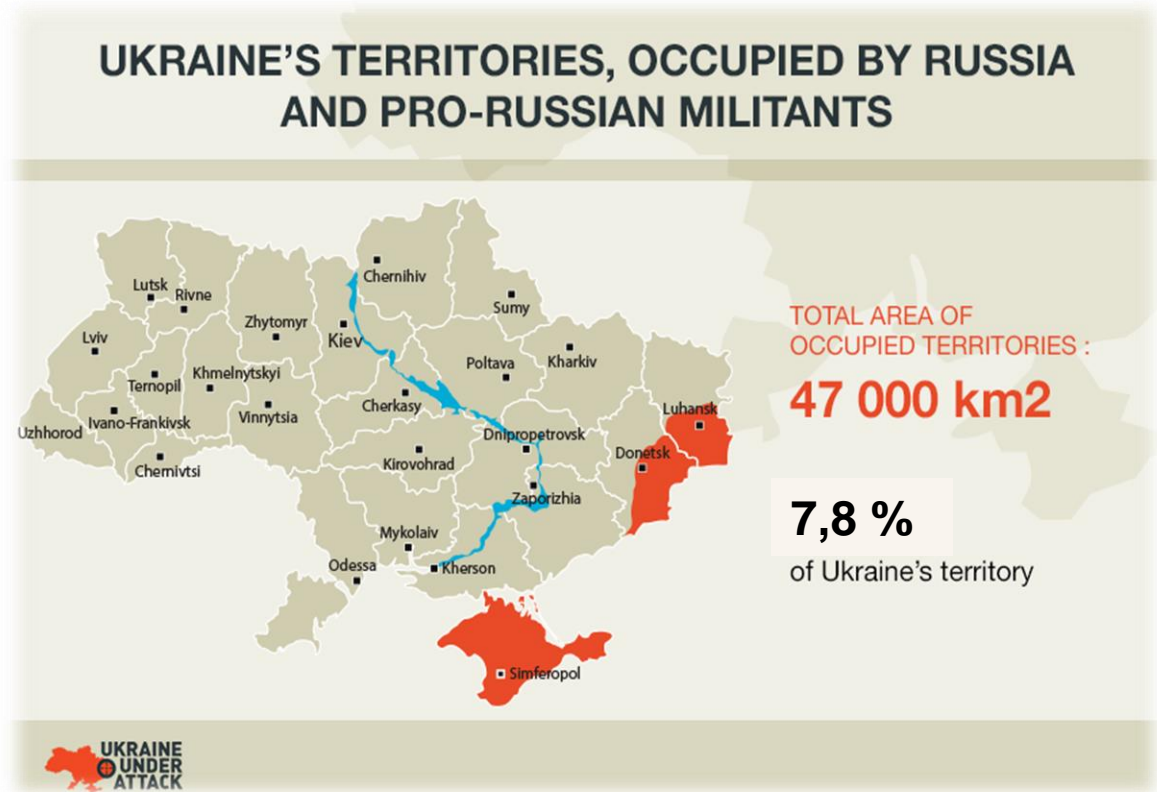 UKRAINE'S TERRITORIES, OCCUPIED BY RUSSIA
AND PRO-RUSSIAN MILITANTS
Chernihiv
Lutsk
Rivne
Sumy
Zhytomyr
Kiev
Lviv
Kharkiv
Poltava
Ternopil
Khmelnytskyi
Cherkasy
Luhansk
Uzhhorod
Ivano-Frankivsk
Vinnytsia
Dnipropetrovsk
Donetsk
Kirovohrad
Chernivtsi
Zaporizhia
Mykolaiv
Odessa
Kherson
Simferopol
TOTAL AREA OF
OCCUPIED TERRITORIES :
47 000 km2
7,8 %
of Ukraine's territory
UKRAINE
UNDER
ATTACK